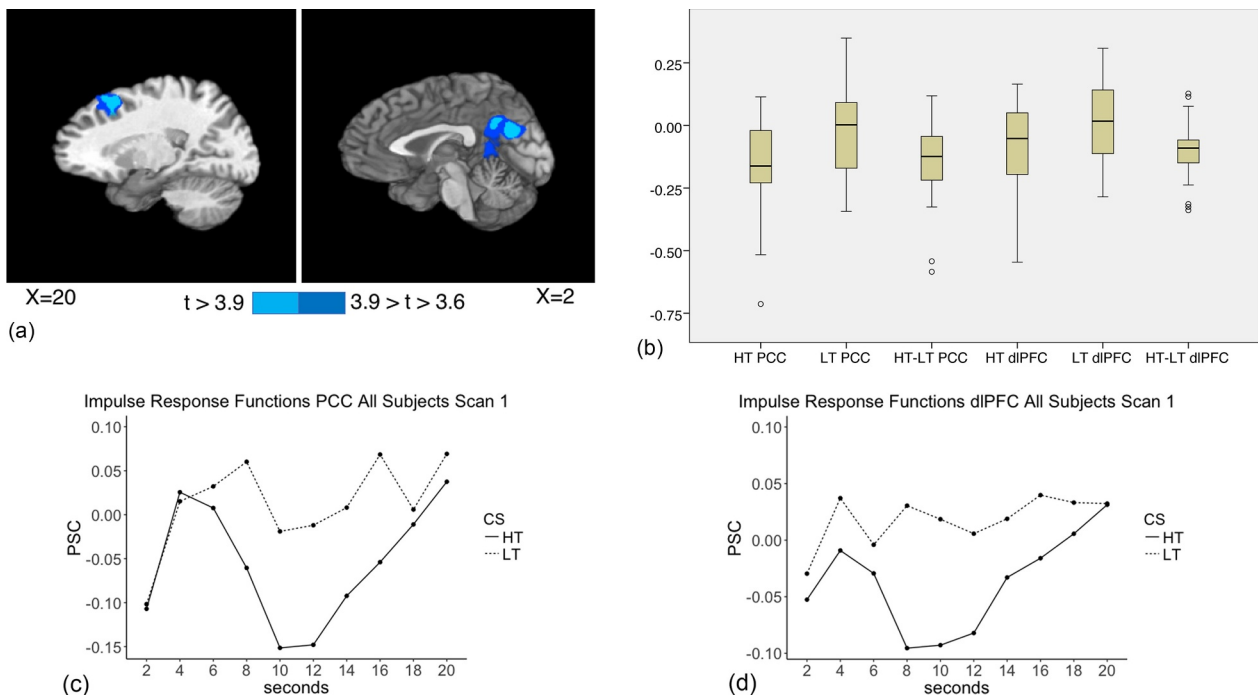 X=20
t > 3.9
3.9 > t > 3.6
X=2
(a)
0.25
0.00
-0.25
-0.50
-0.75
HT PCC
LT PCC
HT-LT PCC
HT dlPFC
LT dlPFC
HT-LT dlPFC
(b)
Impulse Response Functions PCC All Subjects Scan 1
0.10
0.05
0.00
-0.05
-0.10
-0.15
PSC
2 4 6 8 10 12 14 16 18 20
seconds
CS
HT
LT
(c)
Impulse Response Functions dlPFC All Subjects Scan 1
0.10
0.05
0.00
-0.05
-0.10
PSC
2 4 6 8 10 12 14 16 18 20
seconds
CS
HT
LT
(d)